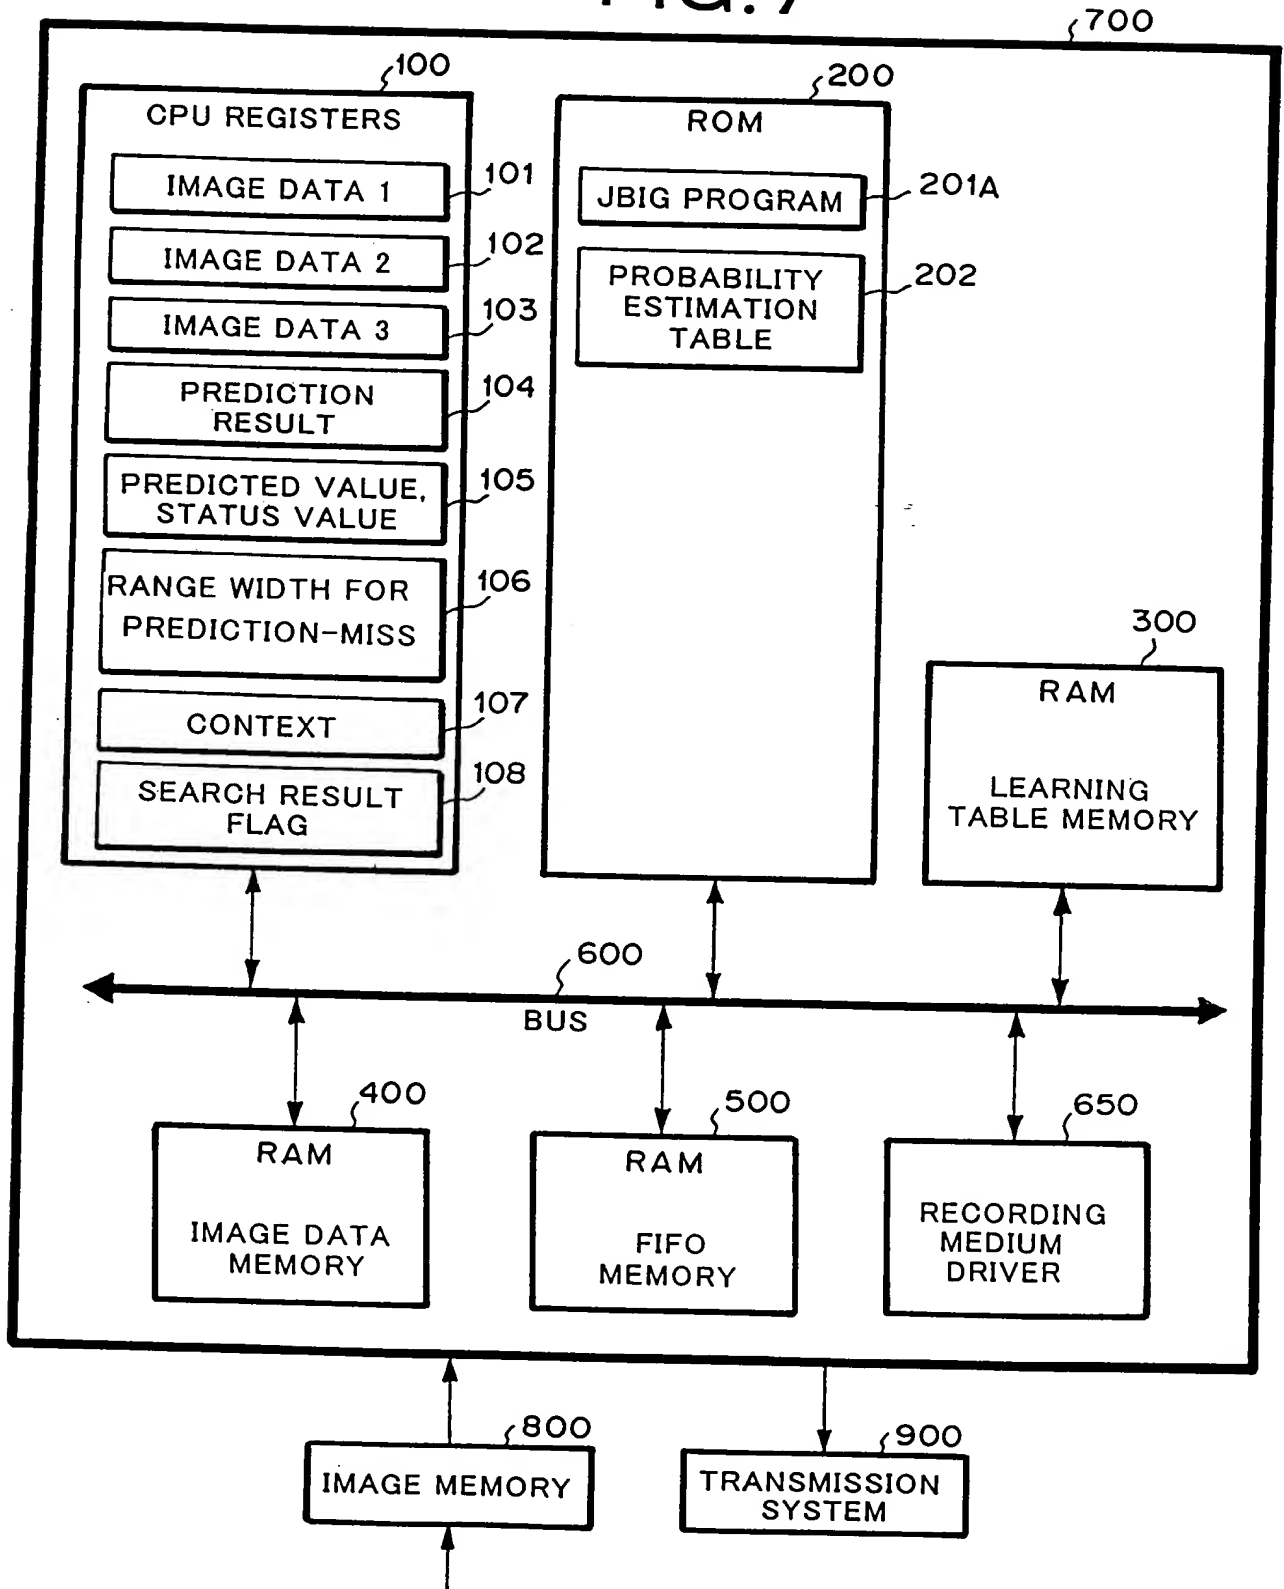 FIG. 7
700
100
CPU REGISTERS
IMAGE DATA 1
101
IMAGE DATA 2
102
IMAGE DATA 3
103
PREDICTION
RESULT
104
PREDICTED VALUE,
STATUS VALUE
105
RANGE WIDTH FOR
PREDICTION-MISS
106
CONTEXT
107
SEARCH RESULT
FLAG
108
200
ROM
JBIG PROGRAM
201A
PROBABILITY
ESTIMATION
TABLE
202
300
RAM
LEARNING
TABLE MEMORY
600
BUS
400
RAM
IMAGE DATA
MEMORY
500
RAM
FIFO
MEMORY
650
RECORDING
MEDIUM
DRIVER
800
IMAGE MEMORY
900
TRANSMISSION
SYSTEM